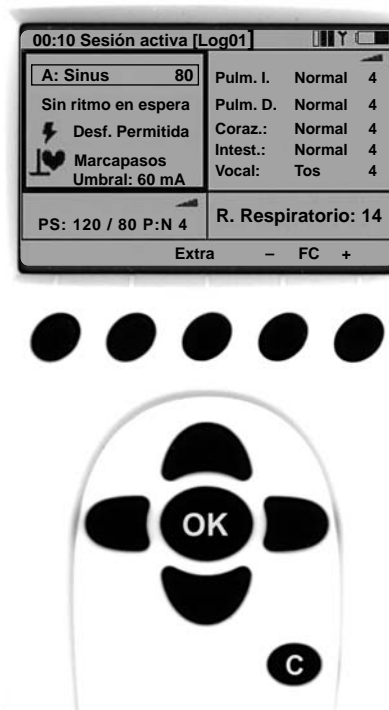 00:10 Sesión activa [Log01]
A: Sinus 80
Sin ritmo en espera
Desf. Permitida
Marcapasos
Umbral: 60 mA
Pulm. I. Normal 4
Pulm. D. Normal 4
Coraz.: Normal 4
Intest.: Normal 4
Vocal: Tos 4
PS: 120 / 80 P:N 4
R. Respiratorio: 14
Extra – FC +
OK
C